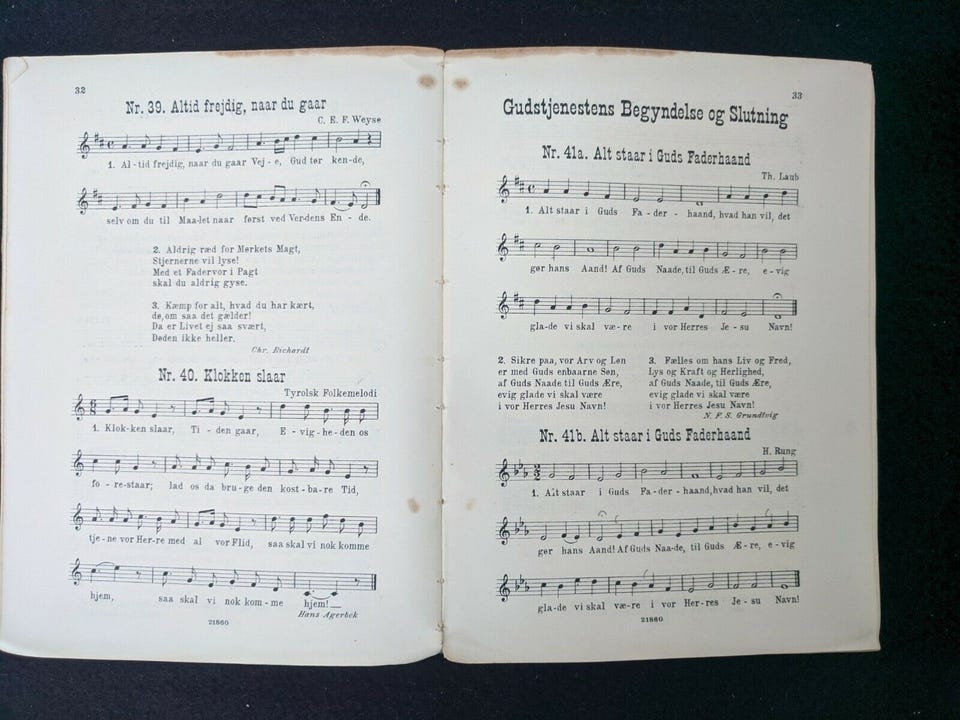 32
Nr. 39. Altid frejdig, naar du gaar
C. E. F. Weyse
1. Al-tid frejdig, naar du gaar Vej-e, Gud tør ken-de,
selv om du til Maa-let naar først ved Ver-dens En - de.
2. Aldrig ræd for Mørkets Magt,
Stjernerne vil lyse!
Med et Fadervor i Pagt
skal du aldrig gyse.
3. Kæmp for alt, hvad du har kært,
dø, om saa det gælder!
Da er Livet ej saa svært,
Døden ikke heller.
Chr. Richardt
Nr. 40. Klokken slaar
Tyrolsk Folkemelodi
1. Klok-ken slaar, Ti - den gaar, E - vig-he-den os
fo - re-staar; lad os da bru-ge den kost-ba-re Tid,
tje-ne vor Her-re med al vor Flid, saa skal vi nok komme
hjem, saa skal vi nok kom-me hjem!
Hans Agerbek
21860
33
Gudstjenestens Begyndelse og Slutning
Nr. 41a. Alt staar i Guds Faderhaand
Th. Laub
1. Alt staar i Guds Fa - der - haand, hvad han vil, det
gør hans Aand! Af Guds Naade, til Guds Æ - re, e - vig
gla-de vi skal væ - re i vor Herres Je - su Navn!
2. Sikre paa, vor Arv og Løn
er med Guds enbaarne Søn,
af Guds Naade til Guds Ære,
evig glade vi skal være
i vor Herres Jesu Navn!
3. Fælles om hans Liv og Fred,
Lys og Kraft og Herlighed,
af Guds Naade, til Guds Ære,
evig glade vi skal være
i vor Herres Jesu Navn!
N. F. S. Grundtvig
Nr. 41b. Alt staar i Guds Faderhaand
H. Rung
1. Alt staar i Guds Fa-der-haand, hvad han vil, det
gør hans Aand! Af Guds Naa-de, til Guds Æ-re, e-vig
gla-de vi skal væ-re i vor Her-res Je-su Navn!
21860